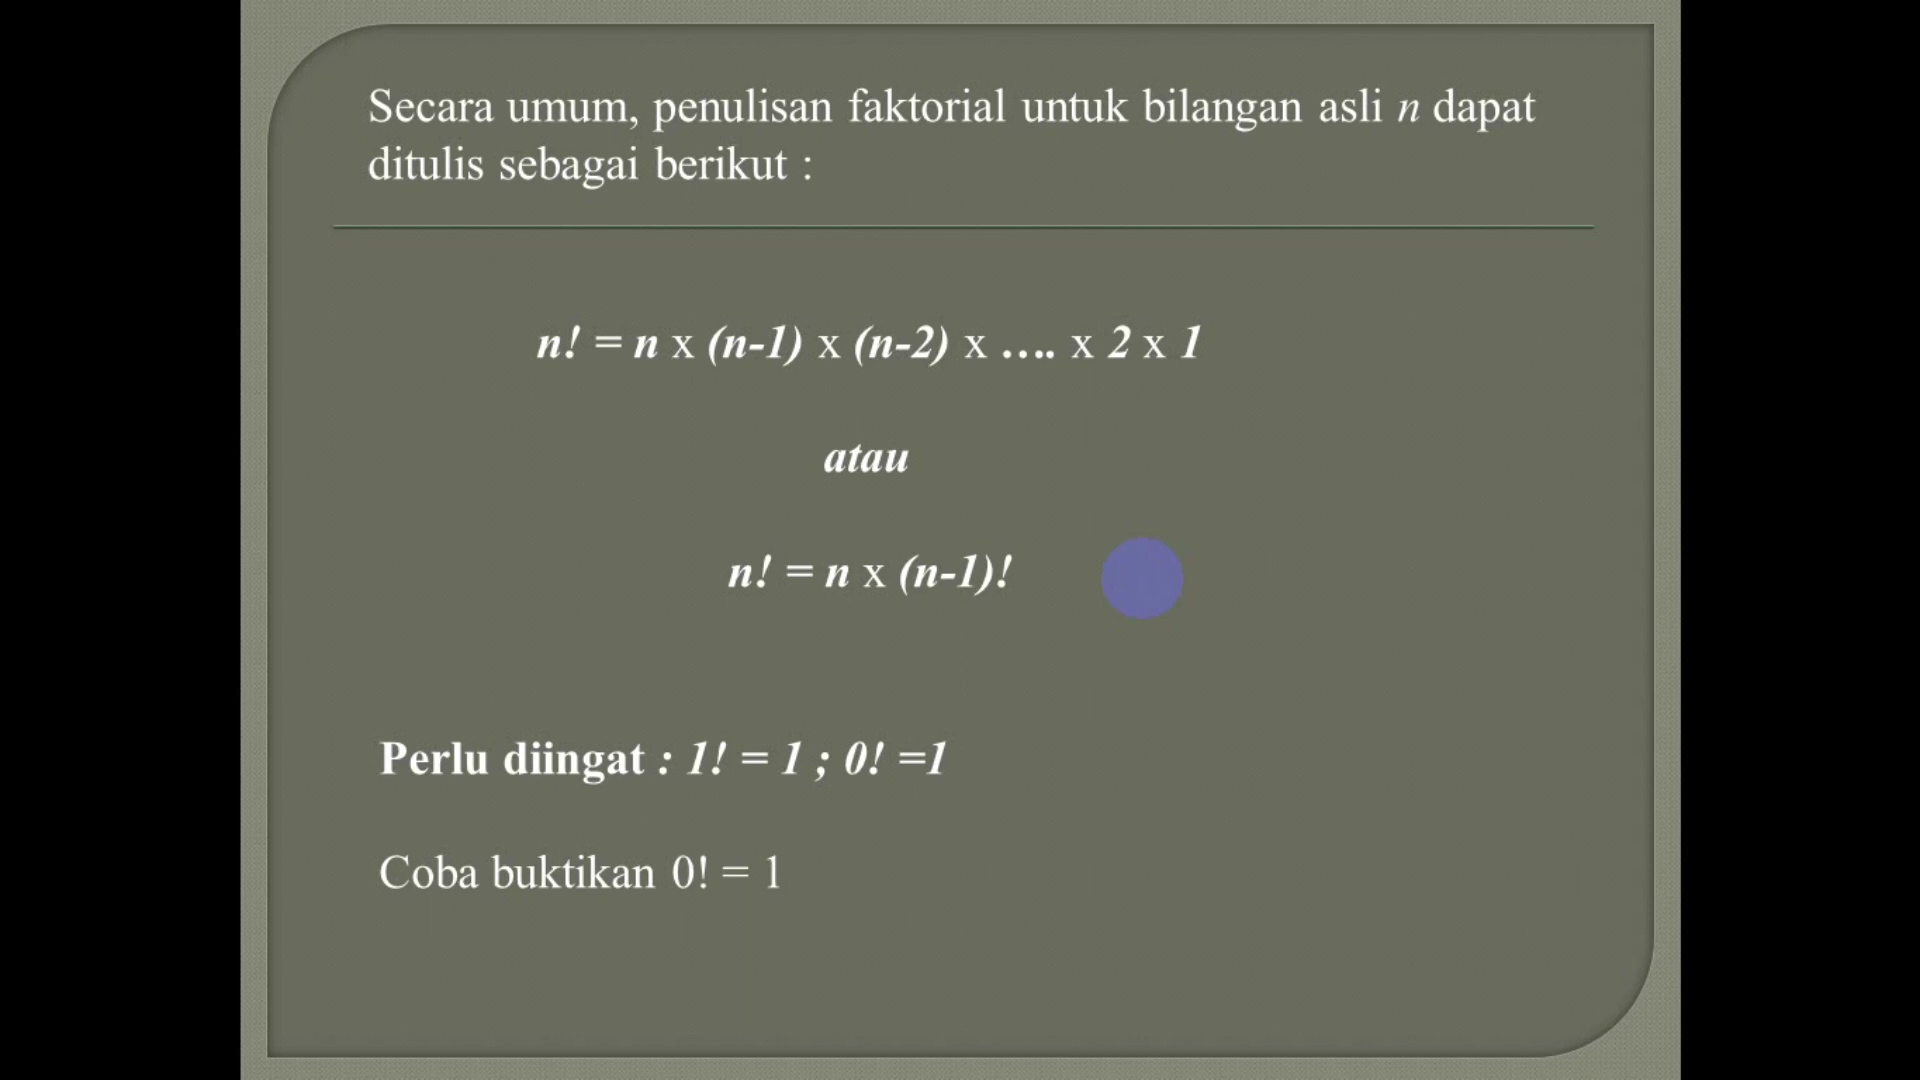 Secara umum, penulisan faktorial untuk bilangan asli n dapat
ditulis sebagai berikut :
n! = n x (n-1) x (n-2) x .... x 2 x 1
atau
n! = n x (n-1)!
Perlu diingat : 1! = 1 ; 0! =1
Coba buktikan 0! = 1